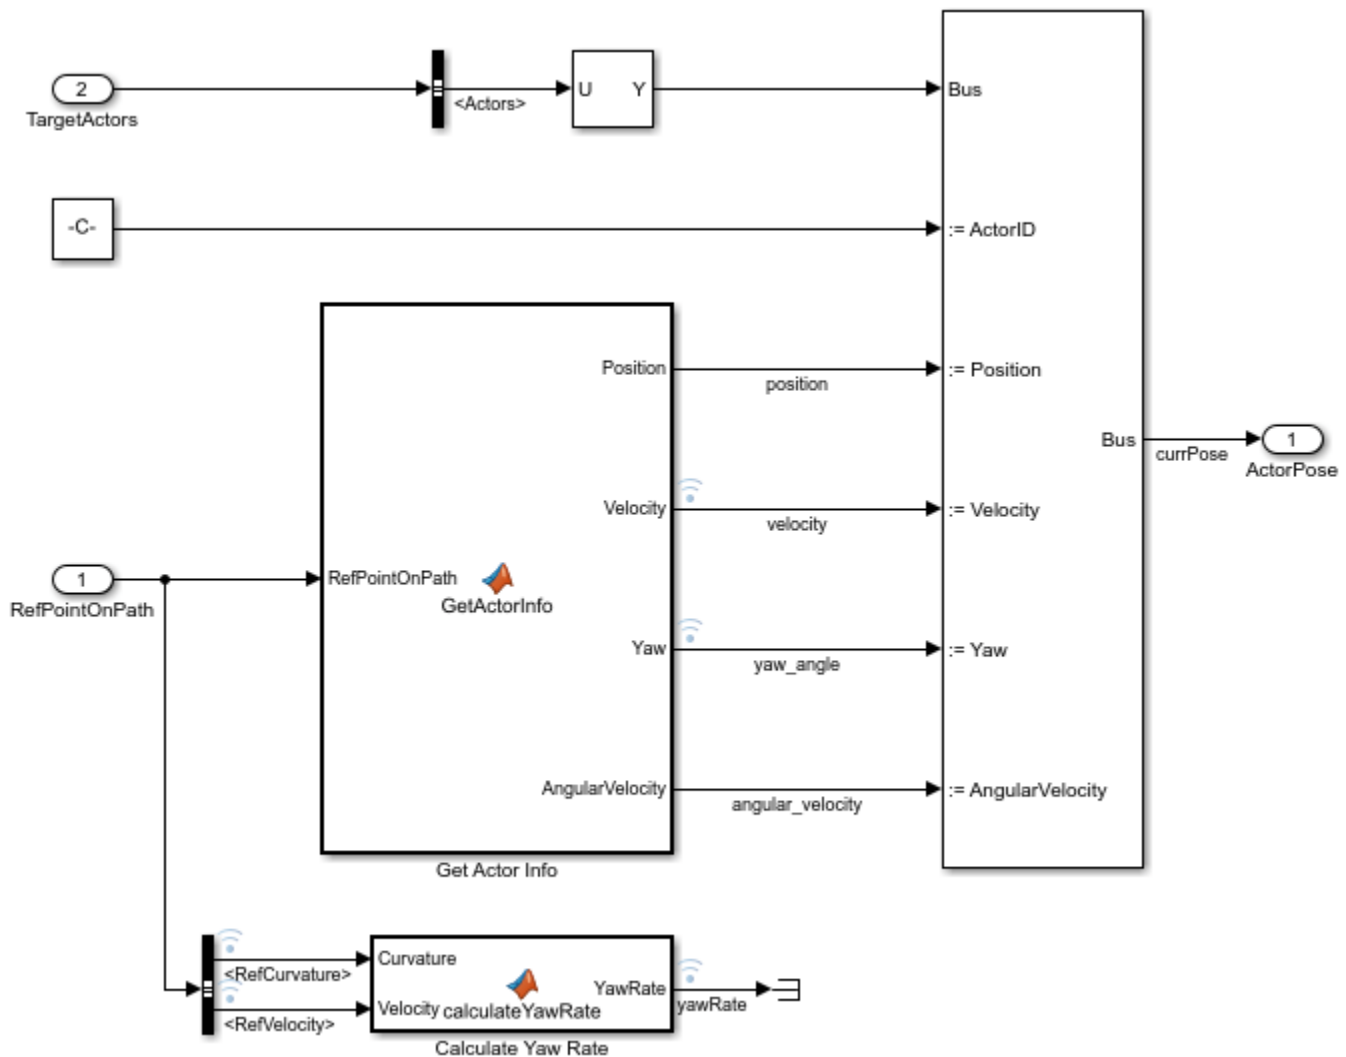 2
TargetActors
<Actors>
U
Y
Bus
-C-
:= ActorID
Position
position
:= Position
Bus
currPose
1
ActorPose
Velocity
velocity
:= Velocity
1
RefPointOnPath
RefPointOnPath
GetActorInfo
Yaw
yaw_angle
:= Yaw
AngularVelocity
angular_velocity
:= AngularVelocity
Get Actor Info
<RefCurvature>
Curvature
<RefVelocity>
Velocity
calculateYawRate
YawRate
yawRate
Calculate Yaw Rate